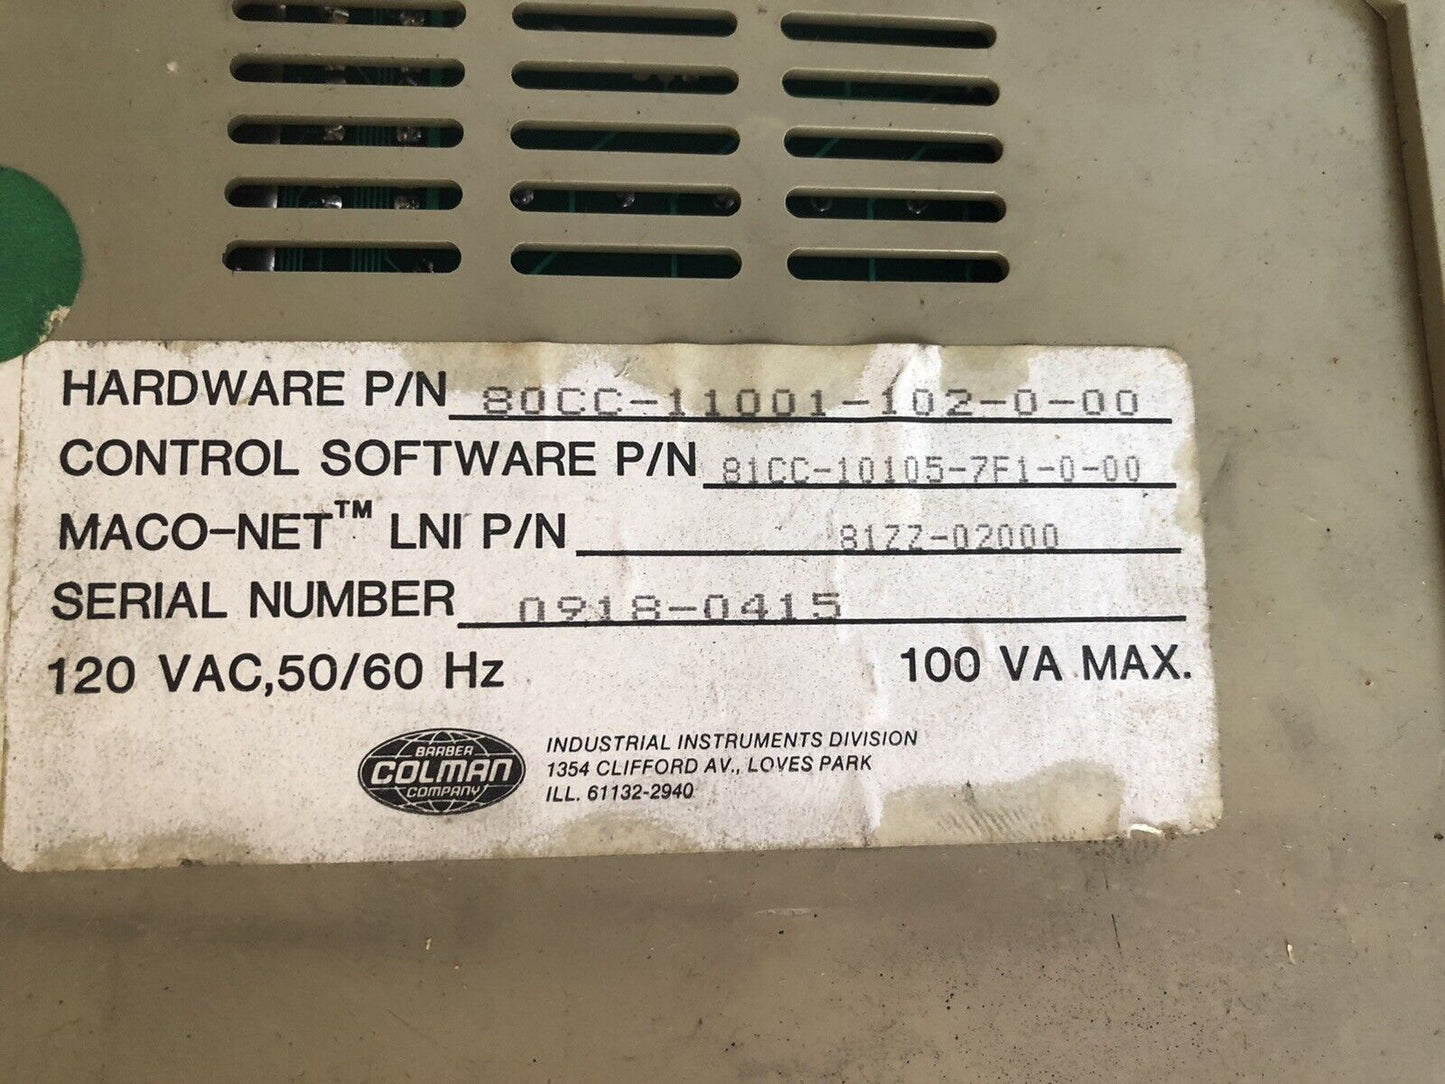 HARDWARE P/N 80CC-11001-102-0-00
CONTROL SOFTWARE P/N 81CC-10105-7F1-0-00
MACO-NET™ LNI P/N 81ZZ-02000
SERIAL NUMBER 0918-0415
120 VAC,50/60 Hz 100 VA MAX.
BARBER
COLMAN
COMPANY
INDUSTRIAL INSTRUMENTS DIVISION
1354 CLIFFORD AV., LOVES PARK
ILL. 61132-2940